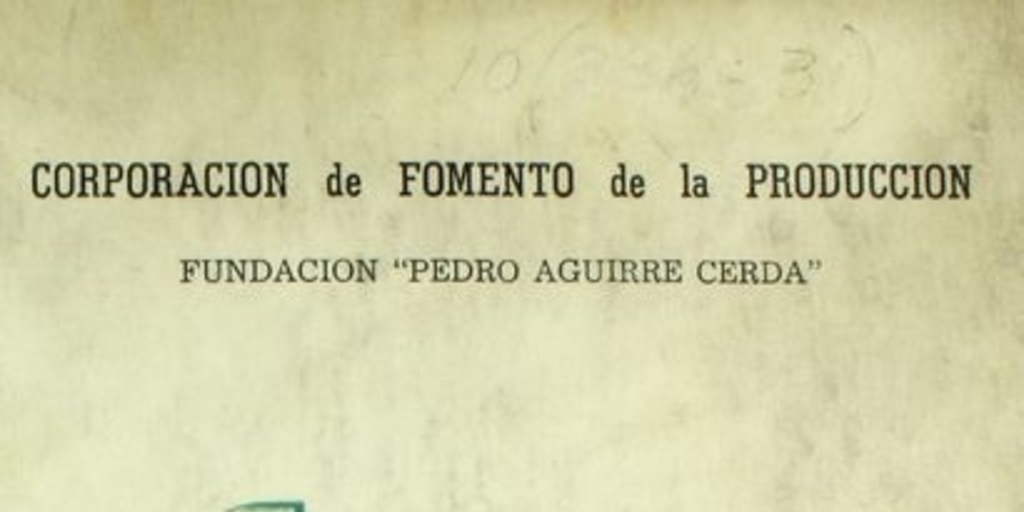 CORPORACION de FOMENTO de la PRODUCCION
FUNDACION “PEDRO AGUIRRE CERDA”